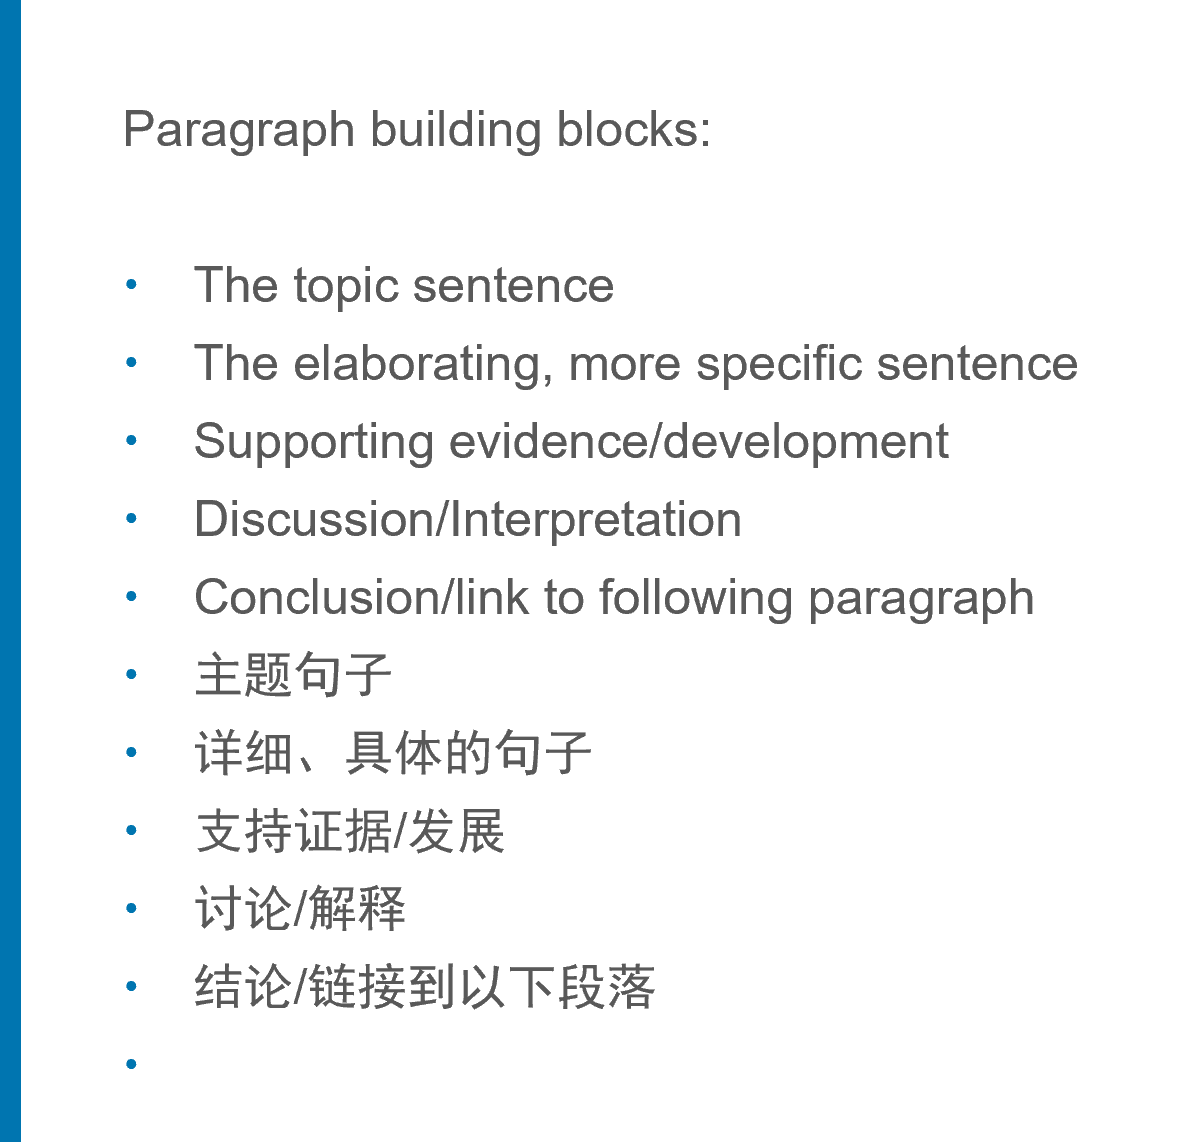 Paragraph building blocks:
• The topic sentence
• The elaborating, more specific sentence
• Supporting evidence/development
• Discussion/Interpretation
• Conclusion/link to following paragraph
• 主题句子
• 详细、具体的句子
• 支持证据/发展
• 讨论/解释
• 结论/链接到以下段落
•